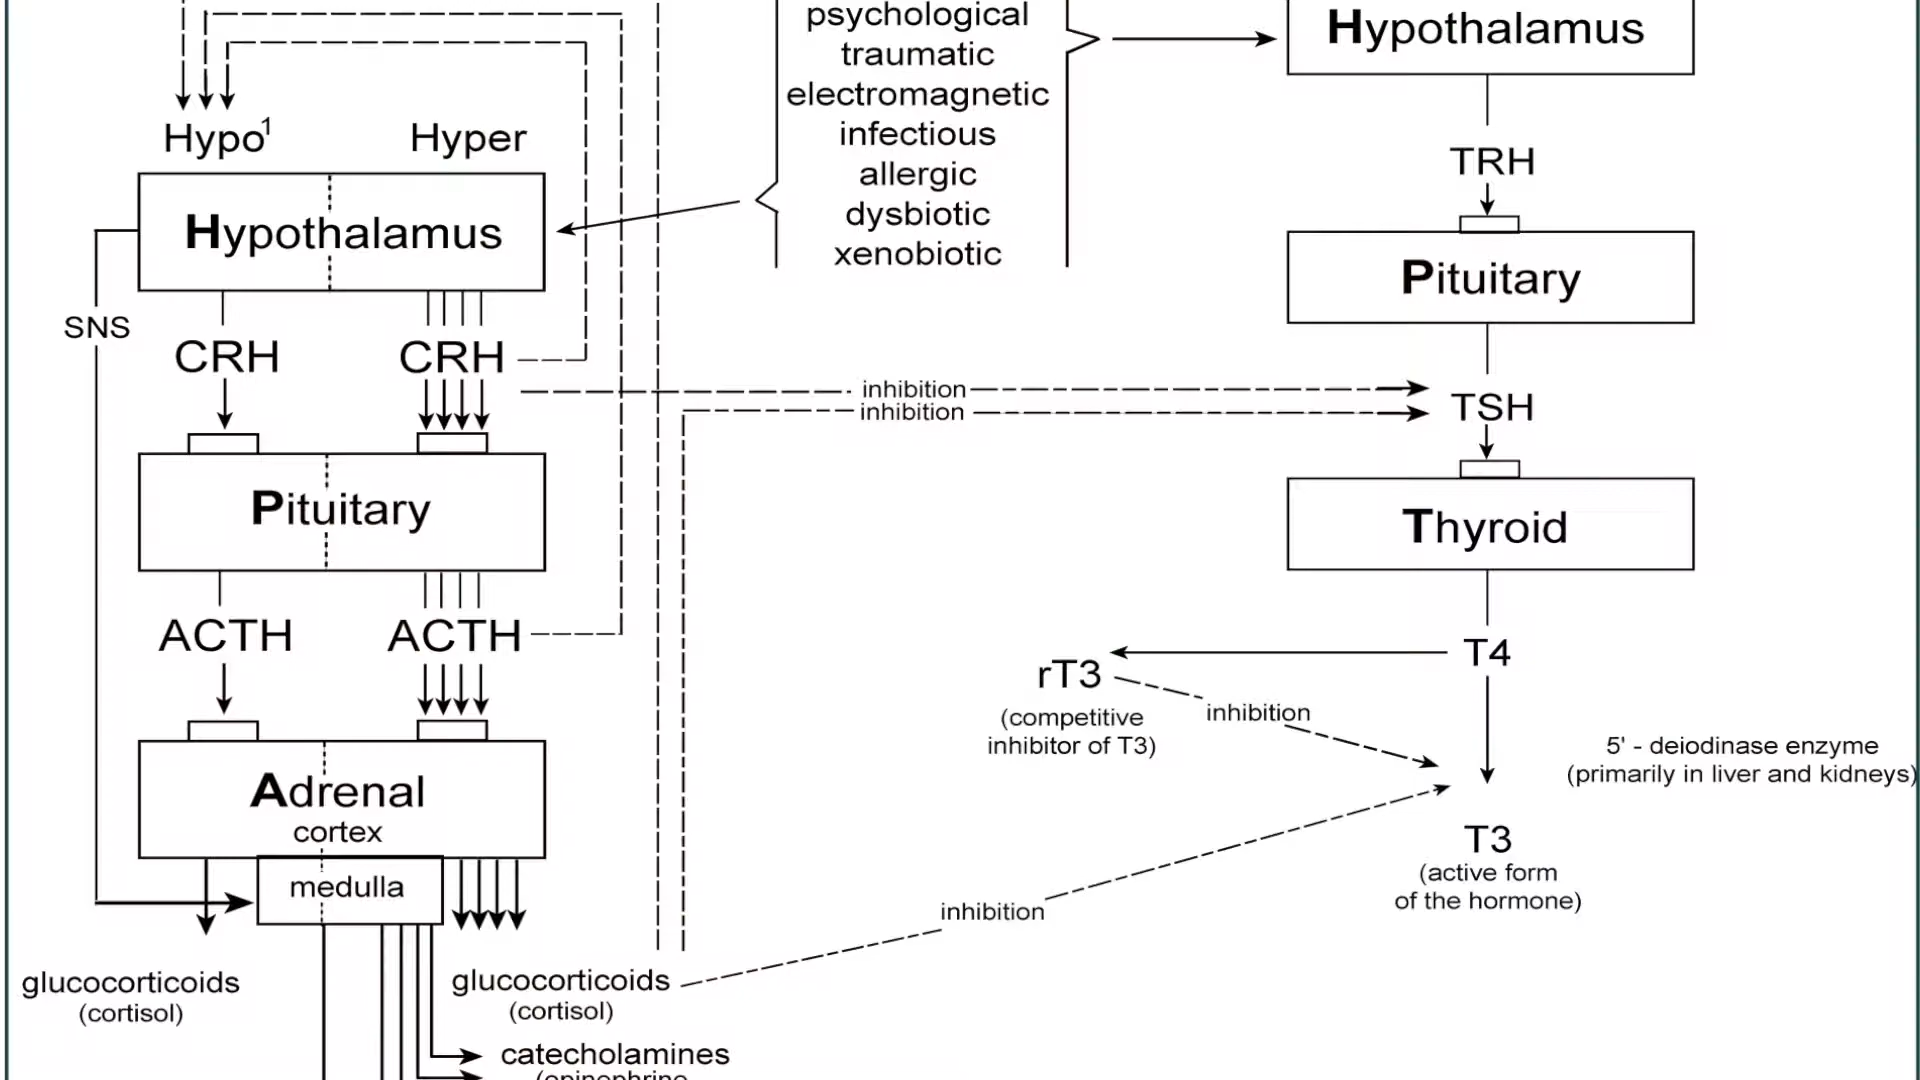 psychological
traumatic
electromagnetic
infectious
allergic
dysbiotic
xenobiotic
Hypo¹
Hyper
Hypothalamus
SNS
CRH
CRH
Pituitary
ACTH
ACTH
Adrenal
cortex
medulla
glucocorticoids
(cortisol)
glucocorticoids
(cortisol)
catecholamines
(epinephrine
inhibition
inhibition
inhibition
Hypothalamus
TRH
Pituitary
TSH
Thyroid
T4
rT3
(competitive
inhibitor of T3)
inhibition
5' - deiodinase enzyme
(primarily in liver and kidneys)
T3
(active form
of the hormone)